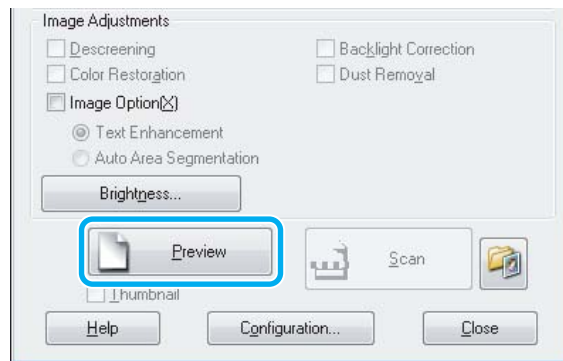 Image Adjustments
Descreening Backlight Correction
Color Restoration Dust Removal
Image Option(X)
Text Enhancement
Auto Area Segmentation
Brightness...
Preview Scan
Thumbnail
Help Configuration... Close